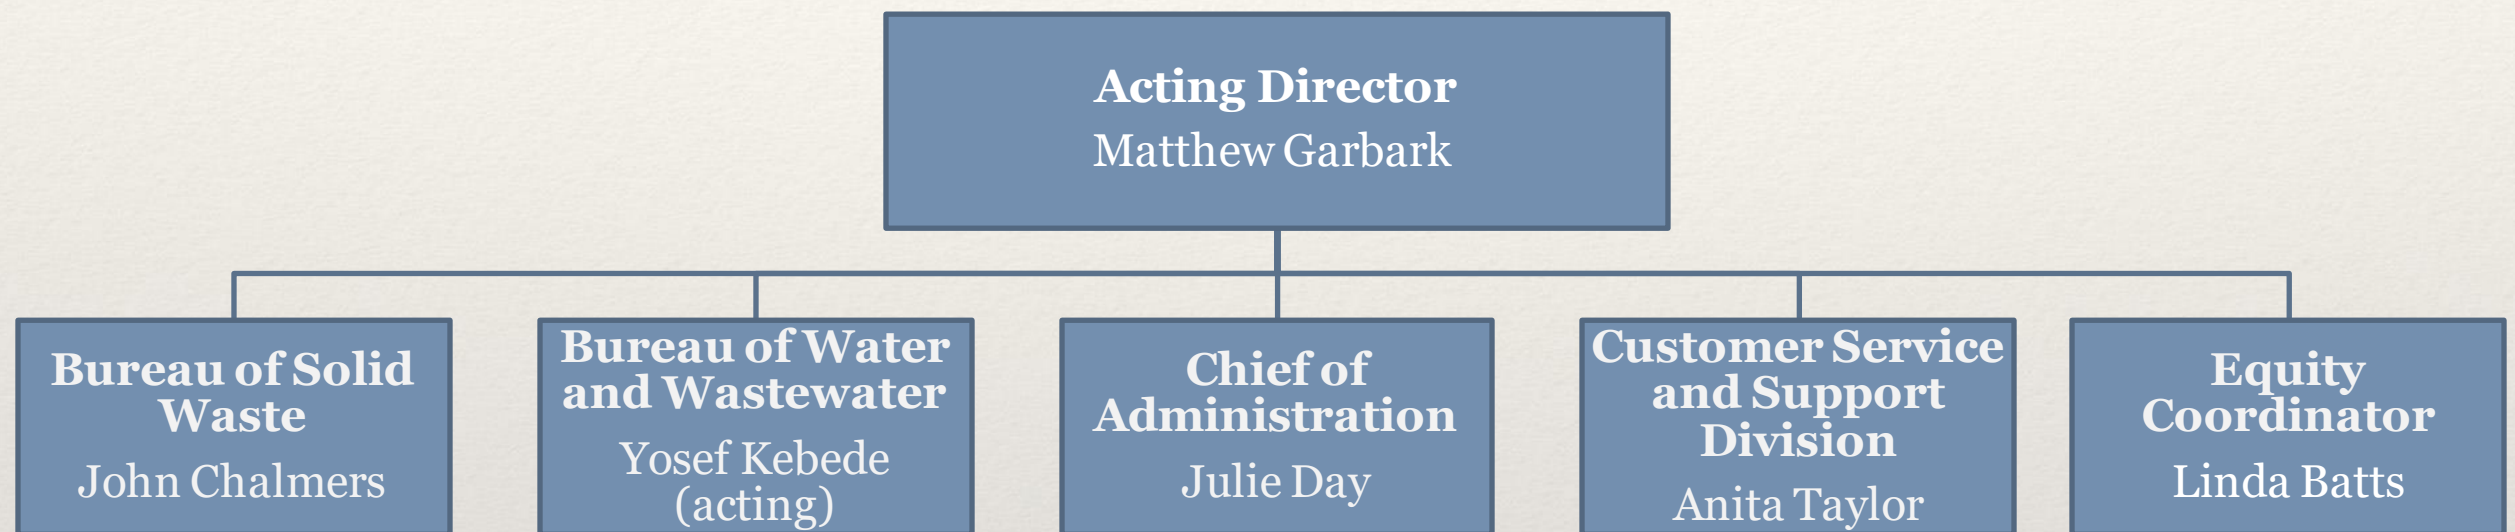 Acting Director
Matthew Garbark
Bureau of Solid
Waste
John Chalmers
Bureau of Water
and Wastewater
Yosef Kebede
(acting)
Chief of
Administration
Julie Day
Customer Service
and Support
Division
Anita Taylor
Equity
Coordinator
Linda Batts